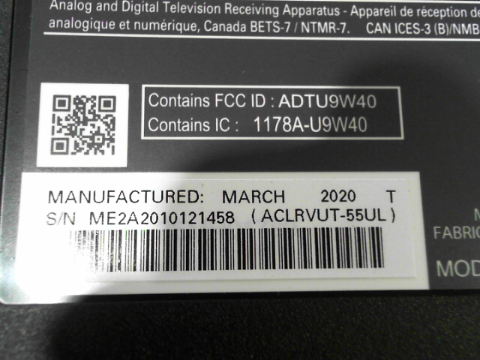 Analog and Digital Television Receiving Apparatus - Appareil de réception de
analogique et numérique, Canada BETS-7 / NTMR-7. CAN ICES-3 (B)/NMB
Contains FCC ID : ADTU9W40
Contains IC : 1178A-U9W40
MANUFACTURED: MARCH 2020 T
S/N ME2A2010121458 (ACLRVUT-55UL)
M
FABRIC
MOD